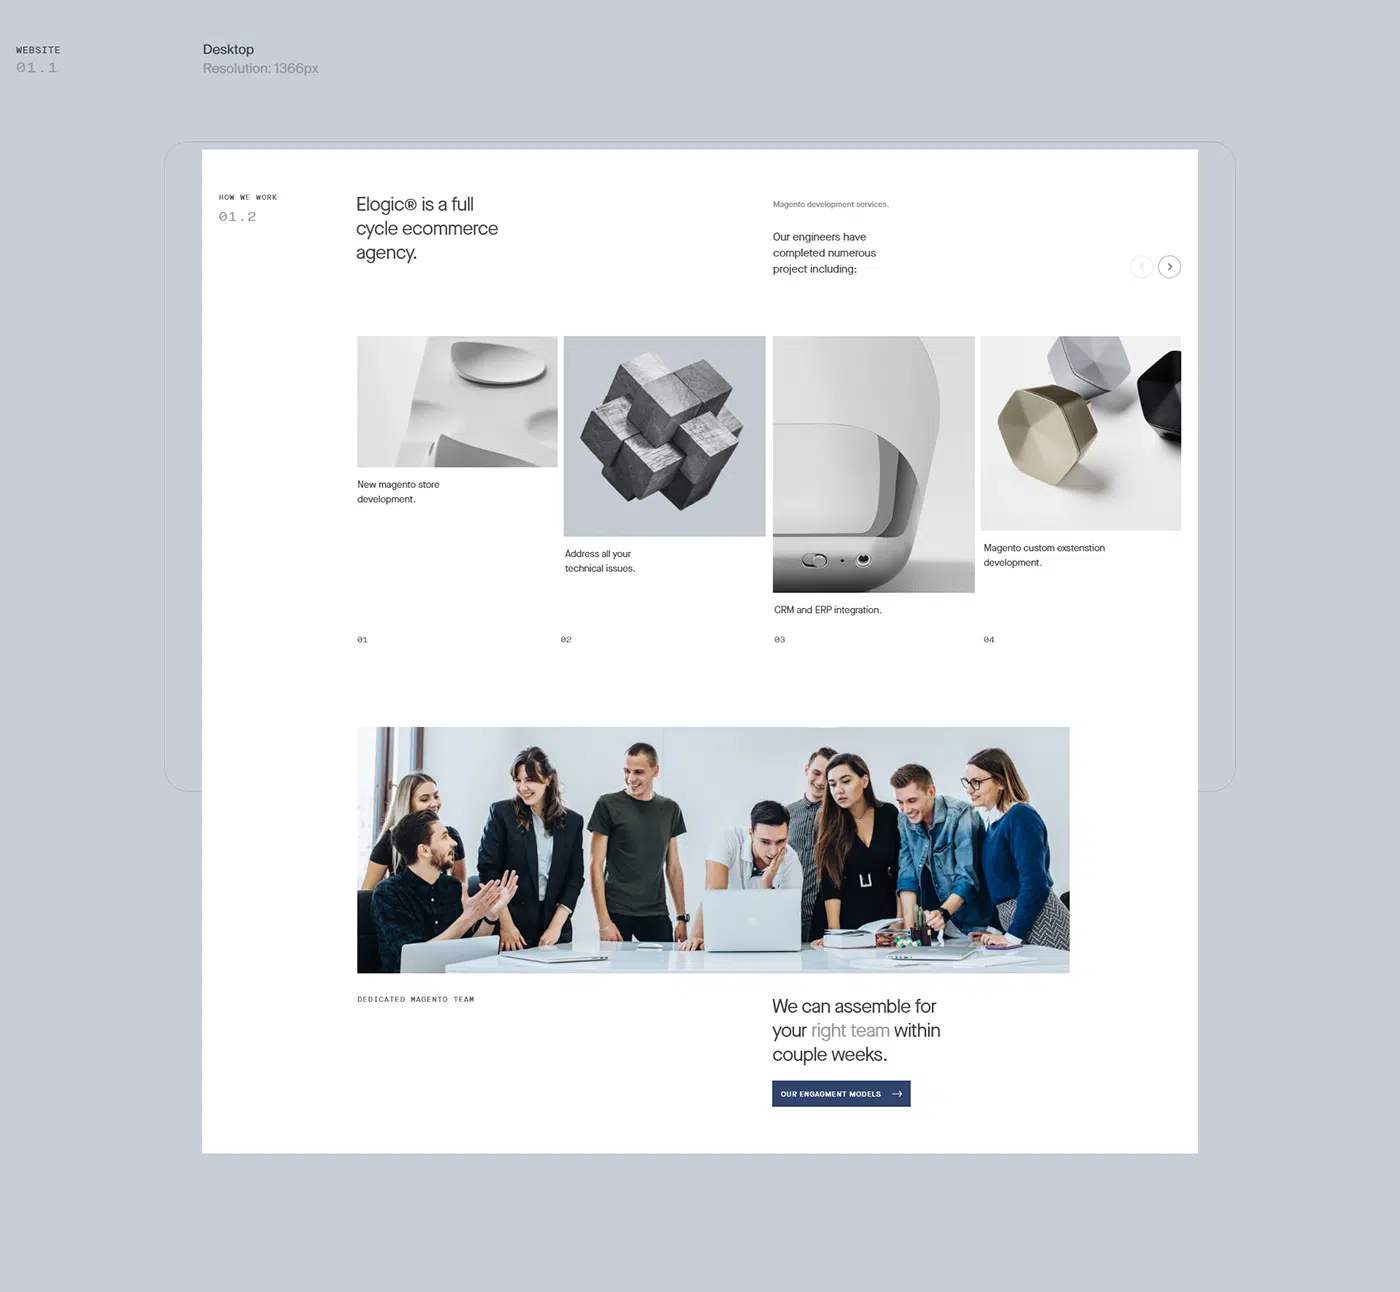 WEBSITE
01.1
Desktop
Resolution: 1366px
HOW WE WORK
01.2
Elogic® is a full
cycle ecommerce
agency.
Magento development services.
Our engineers have
completed numerous
project including:
New magento store
development.
Address all your
technical issues.
CRM and ERP integration.
Magento custom exstenstion
development.
01
02
03
04
DEDICATED MAGENTO TEAM
We can assemble for
your right team within
couple weeks.
OUR ENGAGMENT MODELS